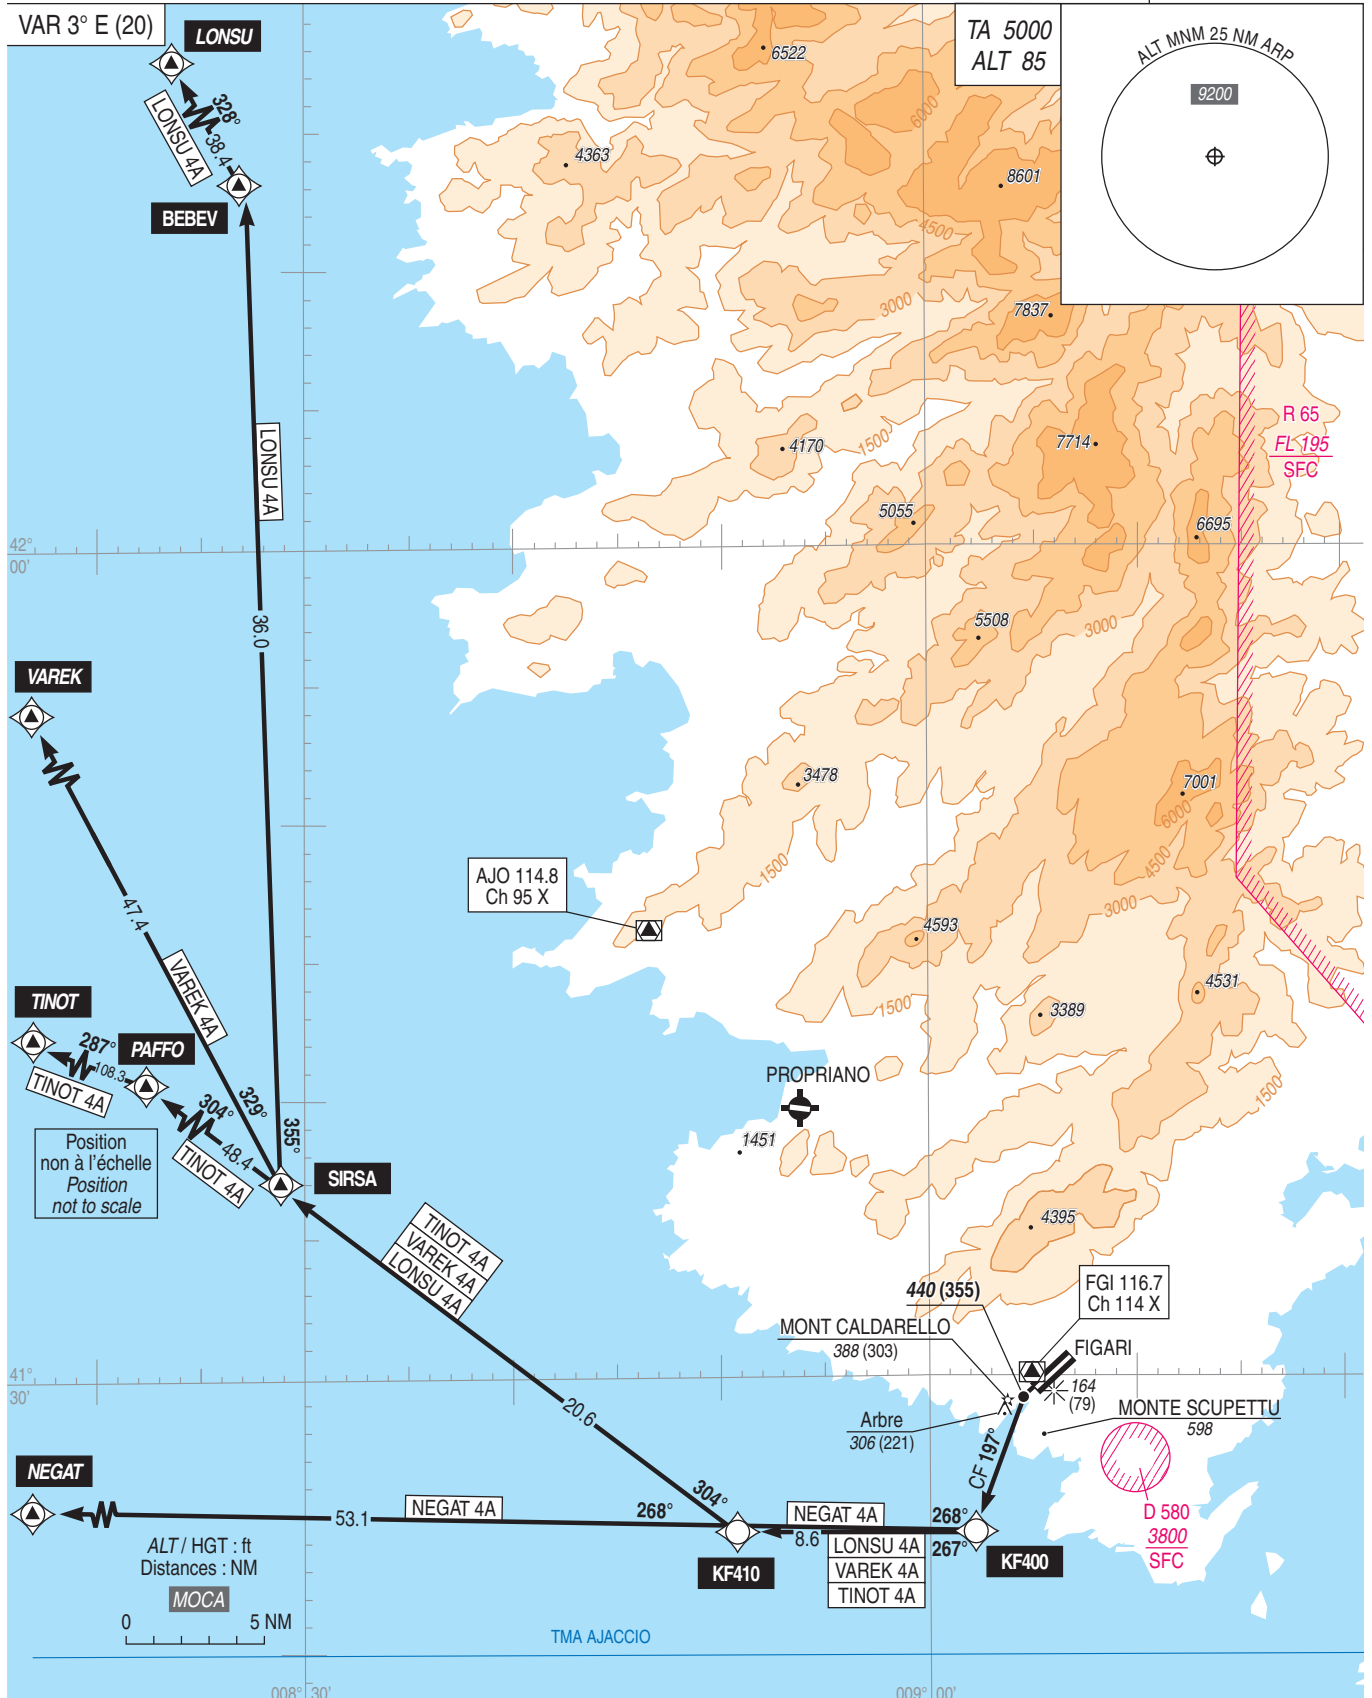 VAR 3° E (20)
LONSU
328°
38.4
LONSU 4A
BEBEV
6522
TA 5000
ALT 85
ALT MNM 25 NM ARP
9200
6000
4363
8601
4500
3000
7837
LONSU 4A
R 65
FL 195
SFC
4170
1500
7714
5055
6695
42°
00'
36.0
5508
3000
VAREK
3478
7001
6000
4500
1500
AJO 114.8
Ch 95 X
3000
47.4
4593
VAREK 4A
4531
1500
3389
TINOT
287°
108.3
TINOT 4A
PAFFO
304°
48.4
TINOT 4A
329°
355°
PROPRIANO
1500
1451
Position
non à l'échelle
Position
not to scale
SIRSA
TINOT 4A
VAREK 4A
LONSU 4A
4395
440 (355)
FGI 116.7
Ch 114 X
MONT CALDARELLO
388 (303)
FIGARI
41°
30'
164
(79)
20.6
Arbre
306 (221)
MONTE SCUPETTU
598
CF 197°
NEGAT
304°
53.1
NEGAT 4A
268°
NEGAT 4A
268°
8.6
267°
LONSU 4A
VAREK 4A
TINOT 4A
KF410
KF400
D 580
3800
SFC
ALT / HGT : ft
Distances : NM
MOCA
0 5 NM
TMA AJACCIO
008° 30'
009° 00'